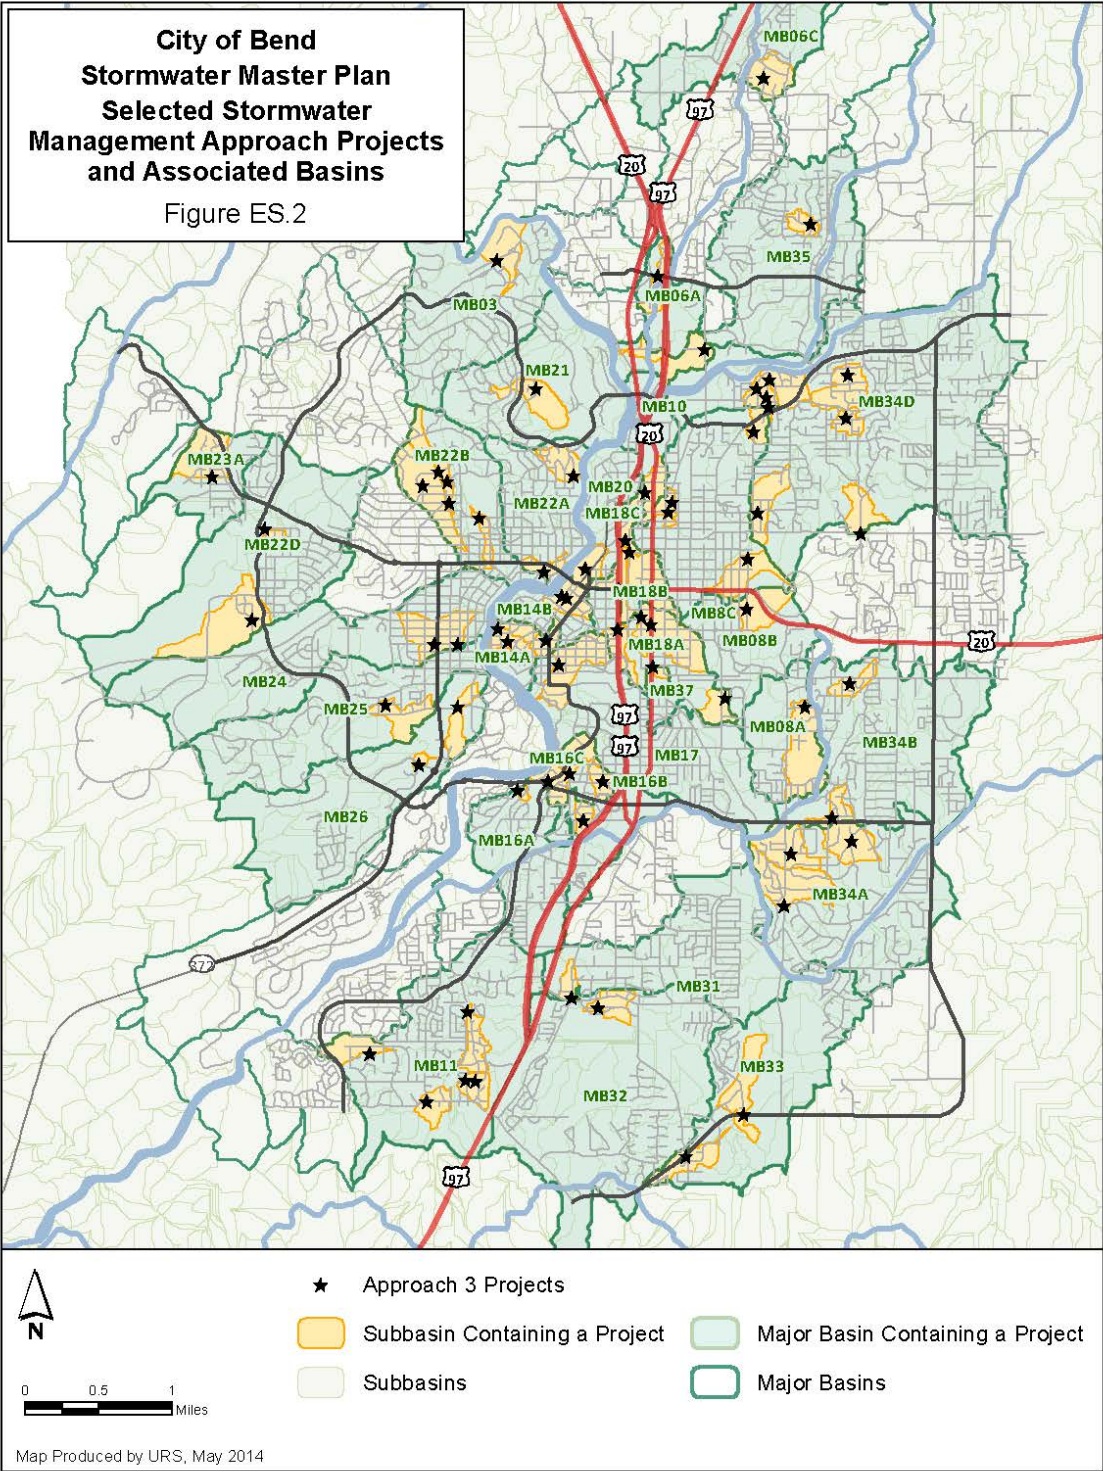 City of Bend
Stormwater Master Plan
Selected Stormwater
Management Approach Projects
and Associated Basins
Figure ES.2
MB06C
97
20
97
MB35
MB03
MB06A
MB21
MB10
MB34D
20
MB22B
MB23A
MB20
MB22A
MB18C
MB22D
MB18B
MB14B
MB8C
MB08B
20
MB18A
MB14A
MB24
MB37
MB25
97
MB08A
97
MB34B
MB17
MB16C
MB16B
MB26
MB16A
MB34A
372
MB31
MB11
MB33
MB32
97
N
0 0.5 1
Miles
Approach 3 Projects
Subbasin Containing a Project
Major Basin Containing a Project
Subbasins
Major Basins
Map Produced by URS, May 2014